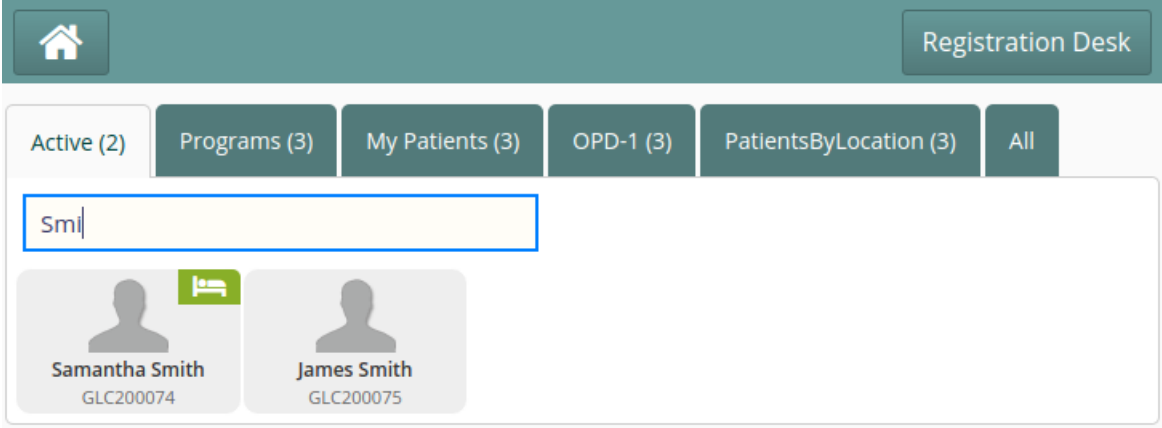 Registration Desk
Active (2) Programs (3) My Patients (3) OPD-1 (3) PatientsByLocation (3) All
Smi
Samantha Smith James Smith
GLC200074 GLC200075